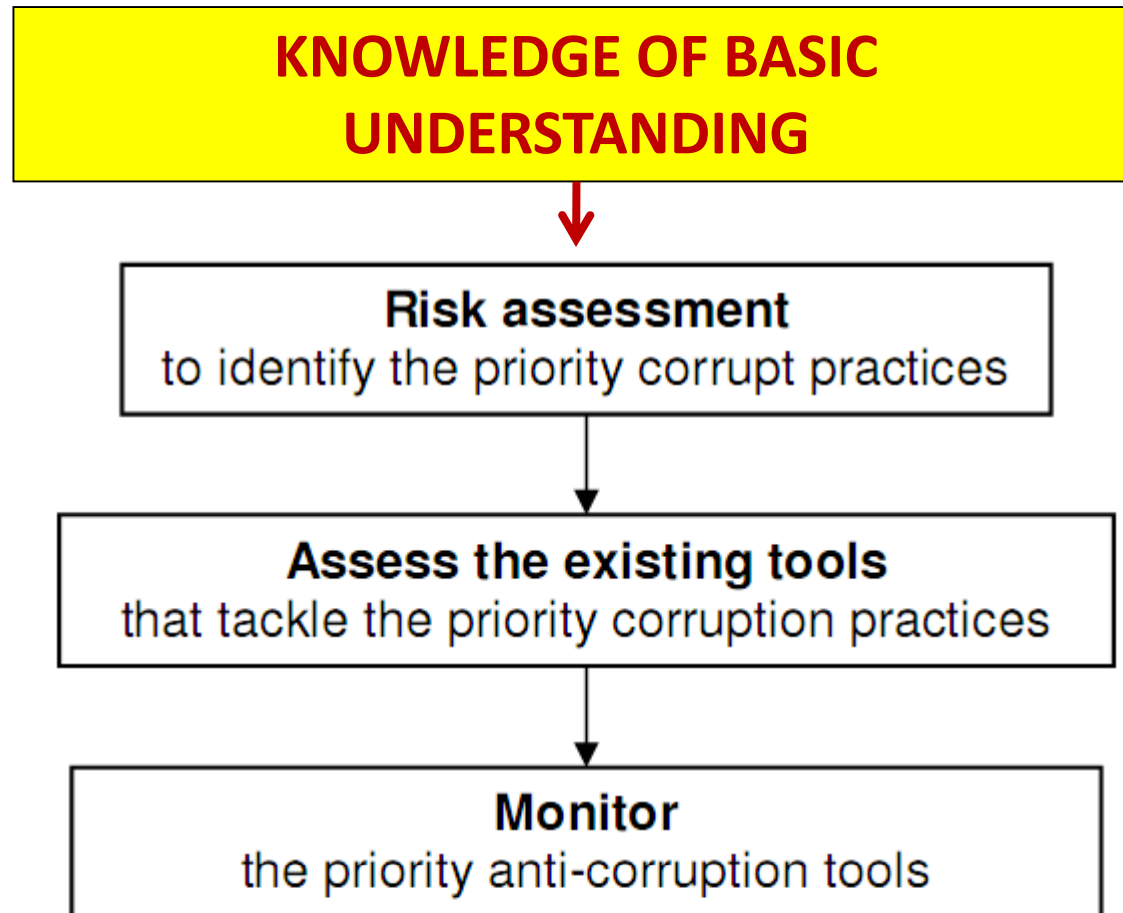 KNOWLEDGE OF BASIC
UNDERSTANDING
Risk assessment
to identify the priority corrupt practices
Assess the existing tools
that tackle the priority corruption practices
Monitor
the priority anti-corruption tools